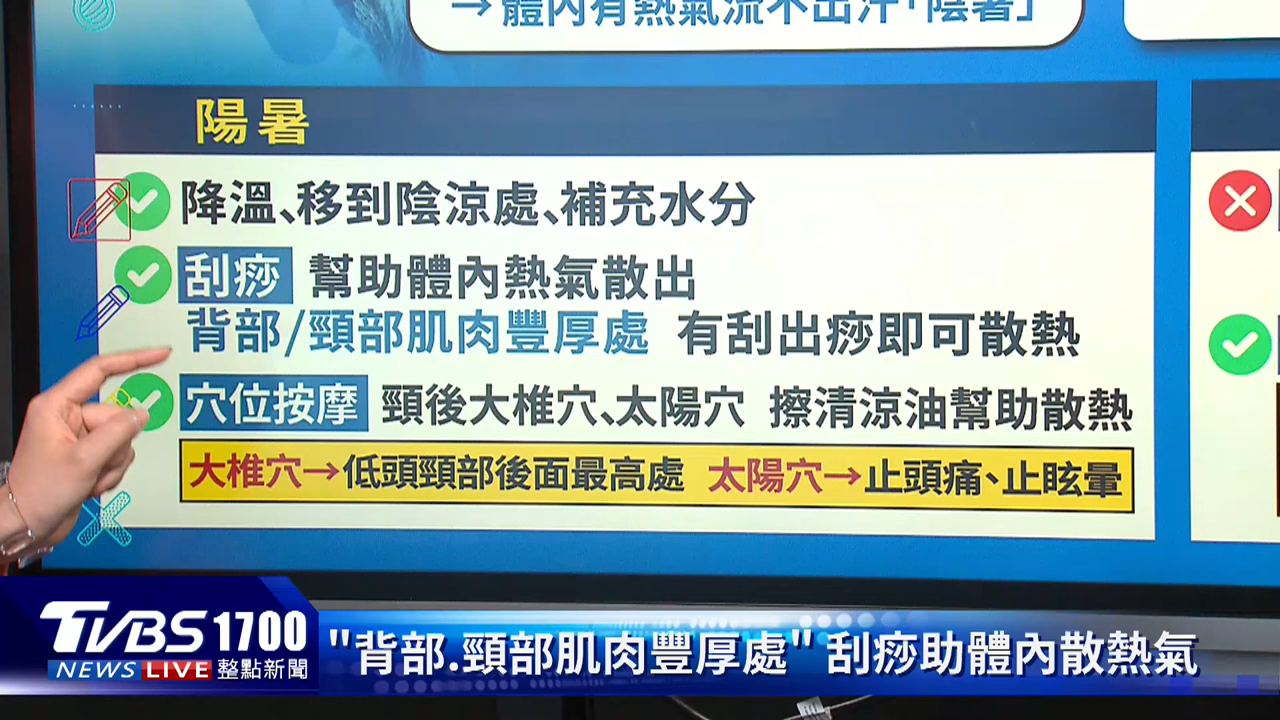 →體內有熱氣流不出汗「陰暑」
陽暑
降溫、移到陰涼處、補充水分
刮痧 幫助體內熱氣散出
背部/頸部肌肉豐厚處 有刮出痧即可散熱
穴位按摩 頸後大椎穴、太陽穴 擦清涼油幫助散熱
大椎穴→低頭頸部後面最高處 太陽穴→止頭痛、止眩暈
TVBS 1700
NEWS LIVE 整點新聞
"背部.頸部肌肉豐厚處" 刮痧助體內散熱氣